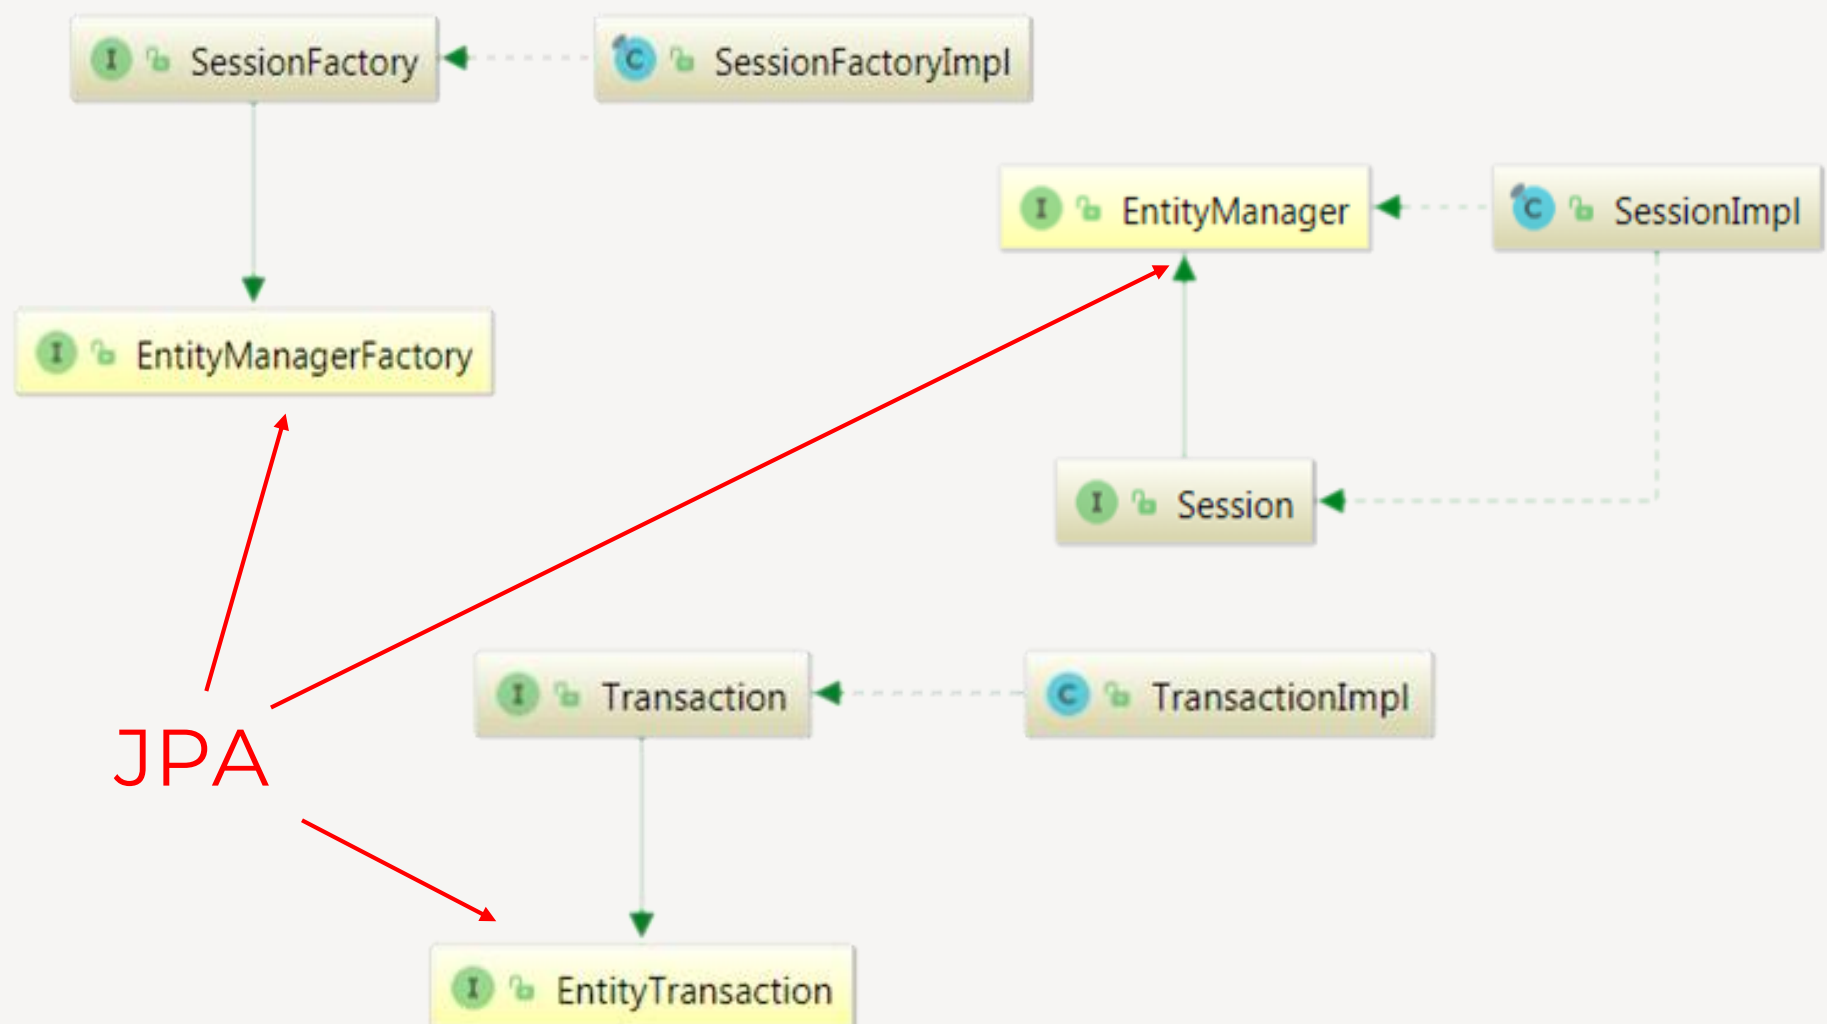 I SessionFactory
C SessionFactoryImpl
I EntityManager
C SessionImpl
I EntityManagerFactory
I Session
I Transaction
C TransactionImpl
JPA
I EntityTransaction